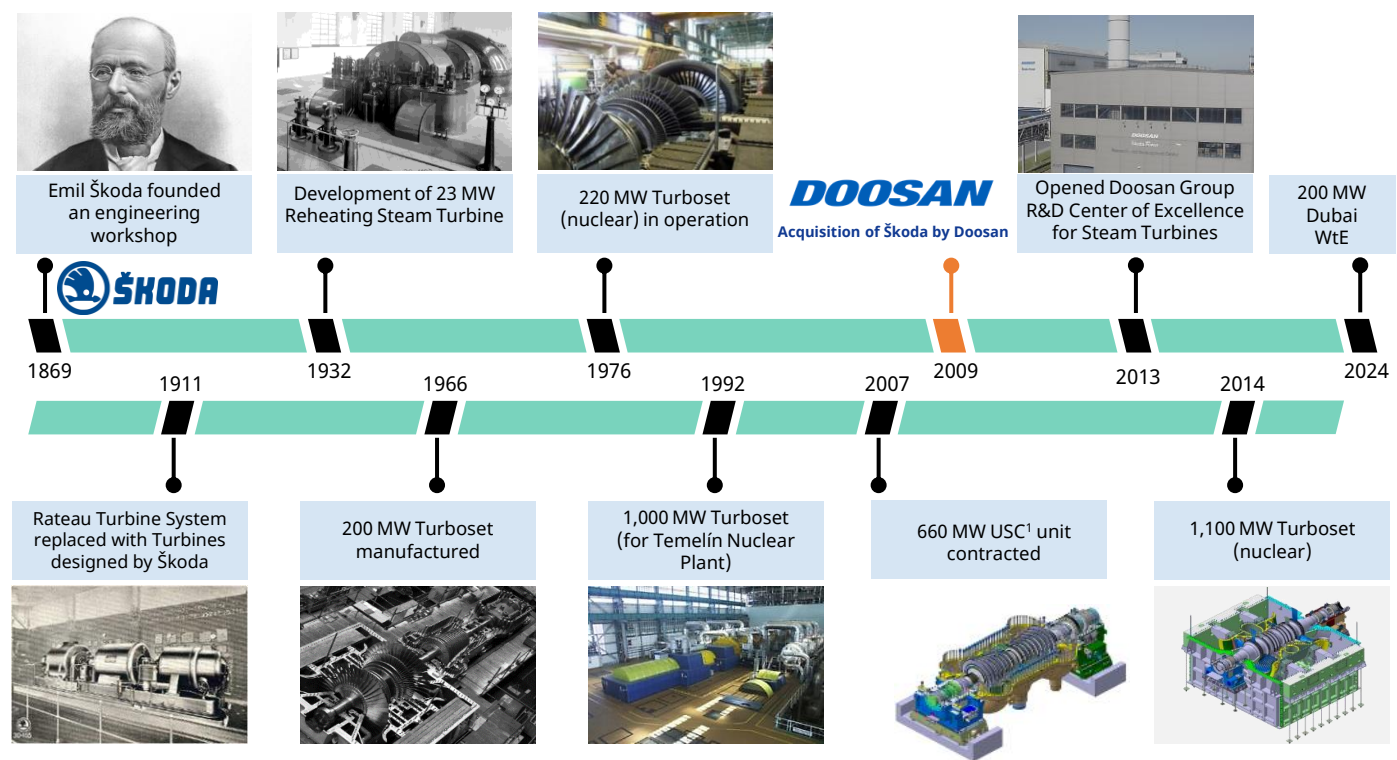 Emil Škoda founded
an engineering
workshop
Development of 23 MW
Reheating Steam Turbine
220 MW Turboset
(nuclear) in operation
DOOSAN
Acquisition of Škoda by Doosan
DOOSAN
Opened Doosan Group
R&D Center of Excellence
for Steam Turbines
200 MW
Dubai
WtE
ŠKODA
1869
1932
1976
2009
2013
2024
1911
1966
1992
2007
2014
Rateau Turbine System
replaced with Turbines
designed by Škoda
200 MW Turboset
manufactured
1,000 MW Turboset
(for Temelín Nuclear
Plant)
660 MW USC¹ unit
contracted
1,100 MW Turboset
(nuclear)